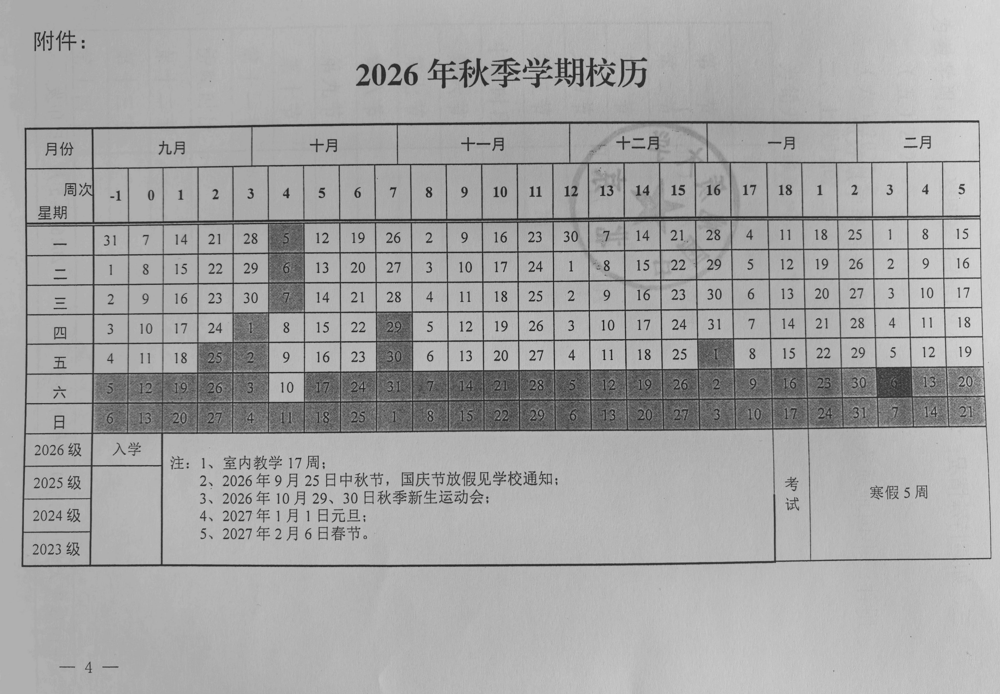 附件：
2026 年秋季学期校历
月份 九月 十月 十一月 十二月 一月 二月
周次 星期 -1 0 1 2 3 4 5 6 7 8 9 10 11 12 13 14 15 16 17 18 1 2 3 4 5
一 31 7 14 21 28 5 12 19 26 2 9 16 23 30 7 14 21 28 4 11 18 25 1 8 15
二 1 8 15 22 29 6 13 20 27 3 10 17 24 1 8 15 22 29 5 12 19 26 2 9 16
三 2 9 16 23 30 7 14 21 28 4 11 18 25 2 9 16 23 30 6 13 20 27 3 10 17
四 3 10 17 24 1 8 15 22 29 5 12 19 26 3 10 17 24 31 7 14 21 28 4 11 18
五 4 11 18 25 2 9 16 23 30 6 13 20 27 4 11 18 25 1 8 15 22 29 5 12 19
六 5 12 19 26 3 10 17 24 31 7 14 21 28 5 12 19 26 2 9 16 23 30 6 13 20
日 6 13 20 27 4 11 18 25 1 8 15 22 29 6 13 20 27 3 10 17 24 31 7 14 21
2026 级 入学
2025 级
2024 级
2023 级
注：1、室内教学 17 周；
2、2026 年 9 月 25 日中秋节，国庆节放假见学校通知；
3、2026 年 10 月 29、30 日秋季新生运动会；
4、2027 年 1 月 1 日元旦；
5、2027 年 2 月 6 日春节。
考试
寒假 5 周
— 4 —